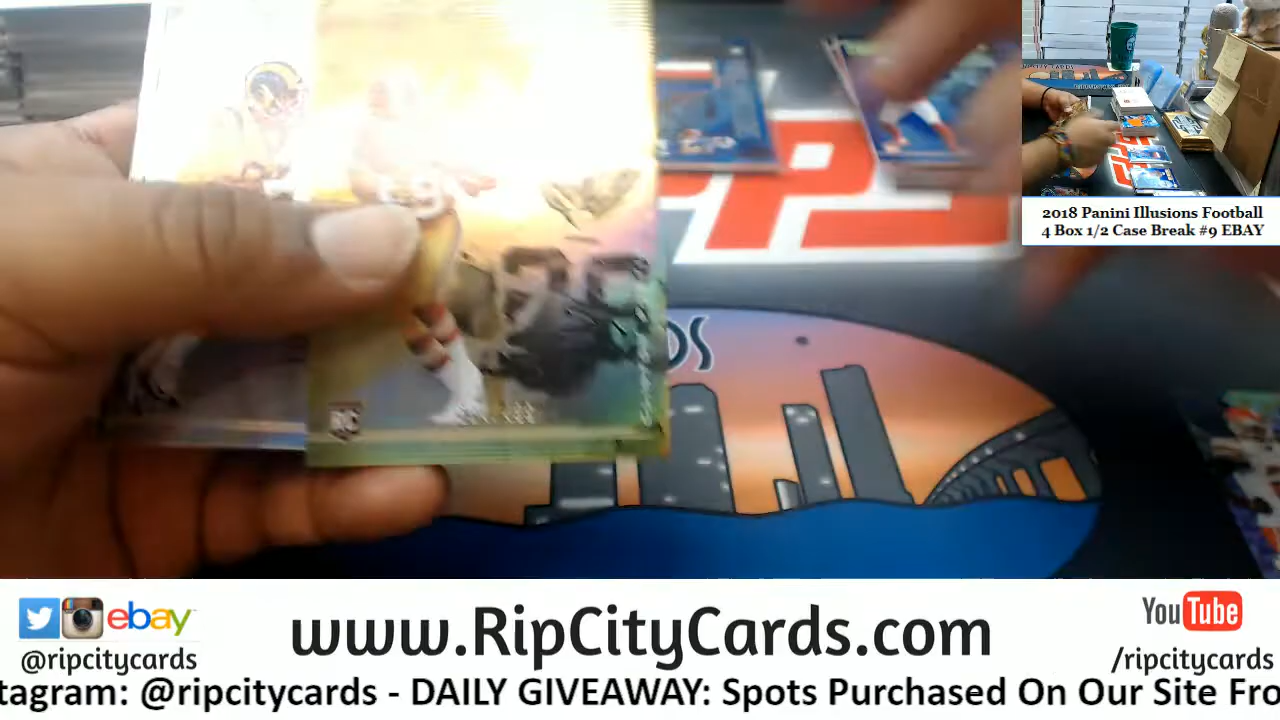 2018 Panini Illusions Football
4 Box 1/2 Case Break #9 EBAY
RC
DS
ebay
www.RipCityCards.com
YouTube
@ripcitycards
/ripcitycards
tagram: @ripcitycards - DAILY GIVEAWAY: Spots Purchased On Our Site Fro